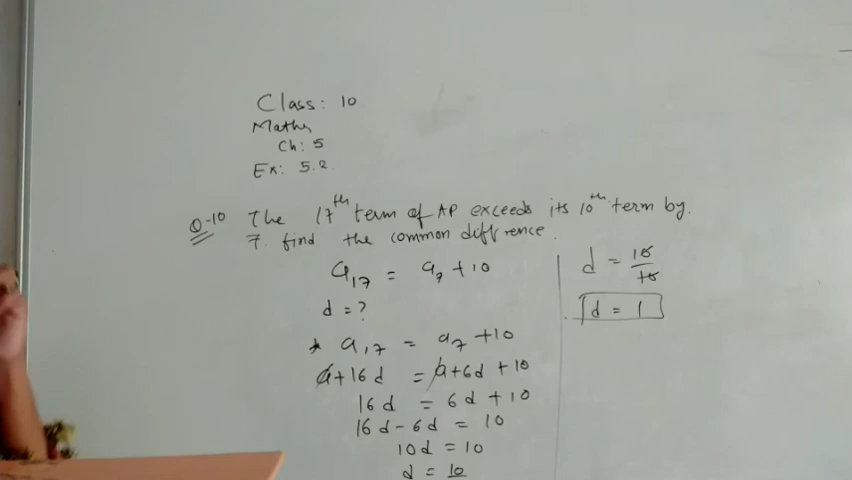 Class: 10
Maths
Ch: 5
Ex: 5.2.
Q-10 The 17th term of AP exceeds its 10th term by.
7. find the common difference.
a17 = a7 + 10
d = ?
* a17 = a7 + 10
a + 16d = a + 6d + 10
16d = 6d + 10
16d - 6d = 10
10d = 10
d = 10
d = 10/10
d = 1